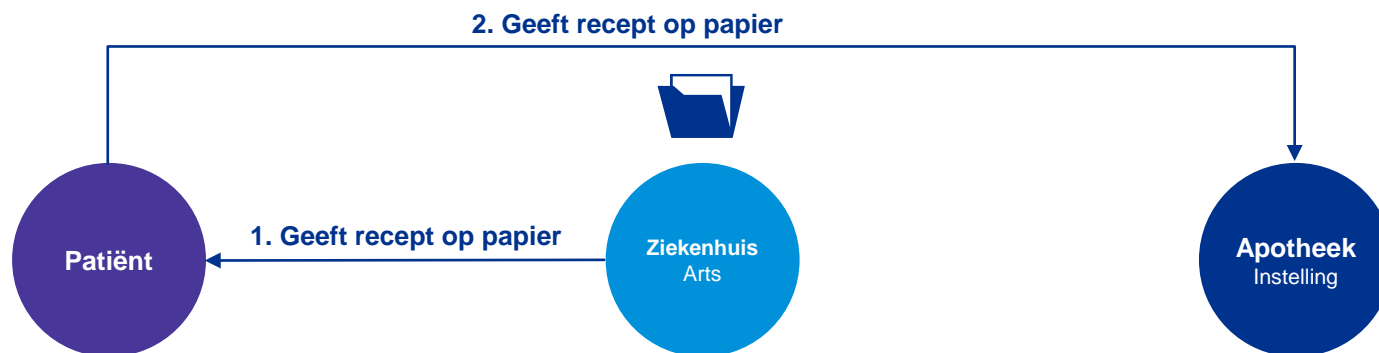 2. Geeft recept op papier
1. Geeft recept op papier
Patiënt
Ziekenhuis
Arts
Apotheek
Instelling